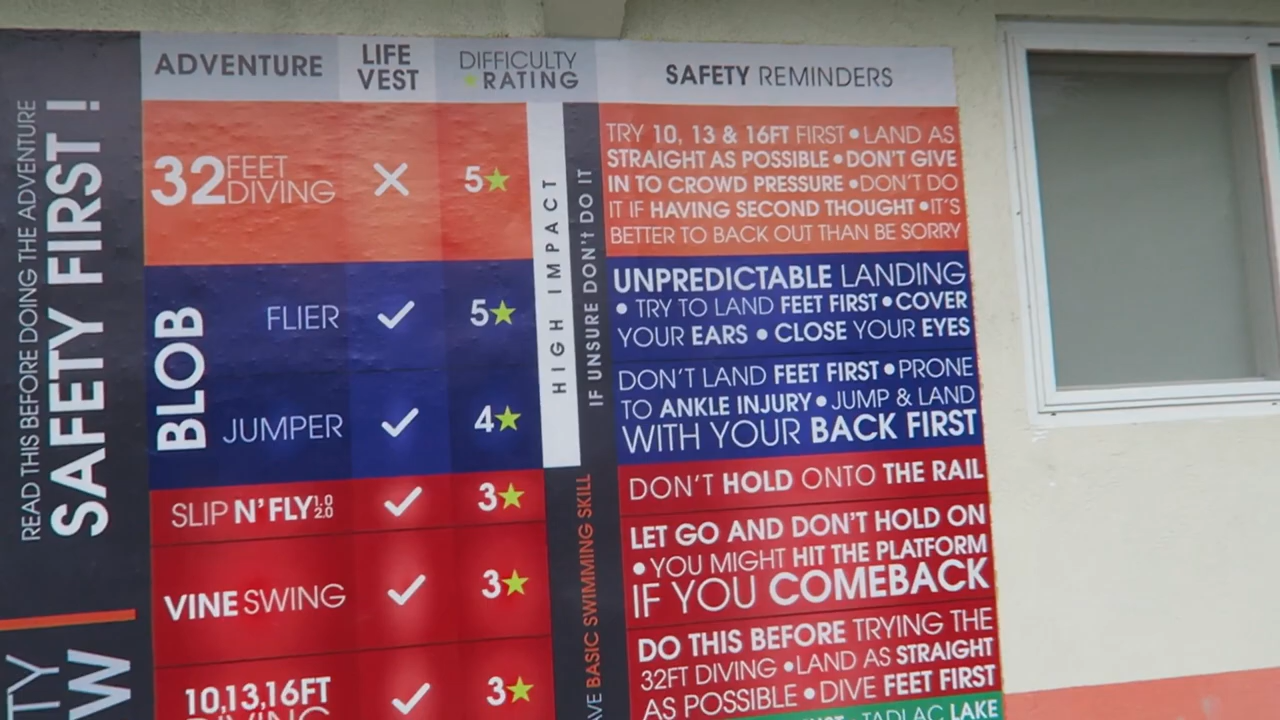 READ THIS BEFORE DOING THE ADVENTURE
SAFETY FIRST !
ADVENTURE
LIFE
VEST
DIFFICULTY
RATING
SAFETY REMINDERS
32 FEET
DIVING
5
TRY 10, 13 & 16FT FIRST • LAND AS
STRAIGHT AS POSSIBLE • DON'T GIVE
IN TO CROWD PRESSURE • DON'T DO
IT IF HAVING SECOND THOUGHT • IT'S
BETTER TO BACK OUT THAN BE SORRY
HIGH IMPACT
IF UNSURE DON't DO IT
BLOB
FLIER
5
UNPREDICTABLE LANDING
• TRY TO LAND FEET FIRST • COVER
YOUR EARS • CLOSE YOUR EYES
JUMPER
4
DON'T LAND FEET FIRST • PRONE
TO ANKLE INJURY • JUMP & LAND
WITH YOUR BACK FIRST
SLIP N' FLY 1.0
2.0
3
DON'T HOLD ONTO THE RAIL
BASIC SWIMMING SKILL
VINE SWING
3
LET GO AND DON'T HOLD ON
• YOU MIGHT HIT THE PLATFORM
IF YOU COMEBACK
10,13,16FT
DIVING
3
DO THIS BEFORE TRYING THE
32FT DIVING • LAND AS STRAIGHT
AS POSSIBLE • DIVE FEET FIRST
• TADLAC LAKE